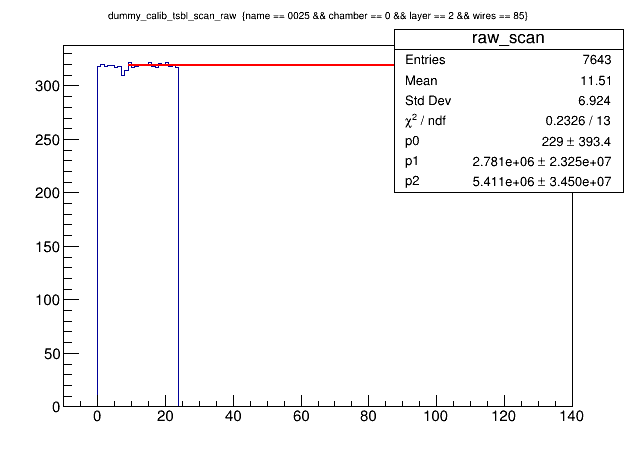 dummy_calib_tsbl_scan_raw {name == 0025 && chamber == 0 && layer == 2 && wires == 85}
raw_scan
Entries 7643
Mean 11.51
Std Dev 6.924
χ² / ndf 0.2326 / 13
p0 229 ± 393.4
p1 2.781e+06 ± 2.325e+07
p2 5.411e+06 ± 3.450e+07
300
250
200
150
100
50
0
0 20 40 60 80 100 120 140